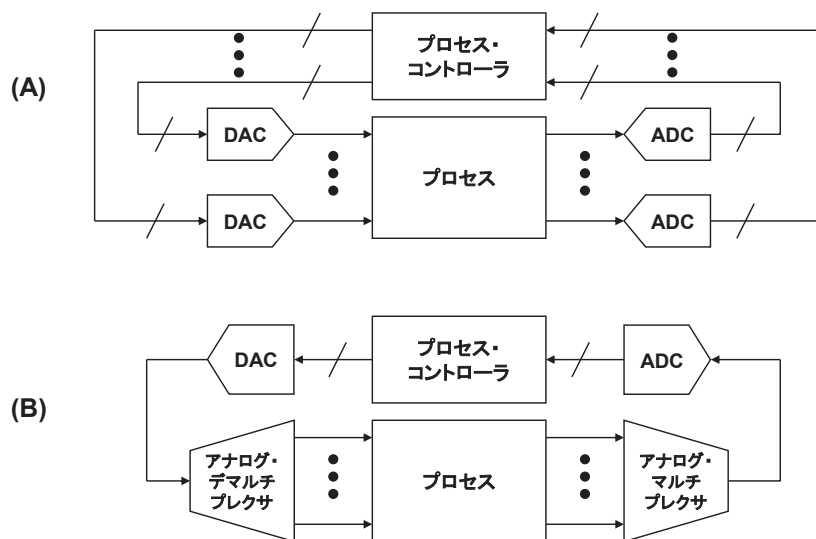 (A)
プロセス・
コントローラ
DAC
ADC
プロセス
DAC
ADC
(B)
DAC
プロセス・
コントローラ
ADC
アナログ・
デマルチ
プレクサ
プロセス
アナログ・
マルチ
プレクサ